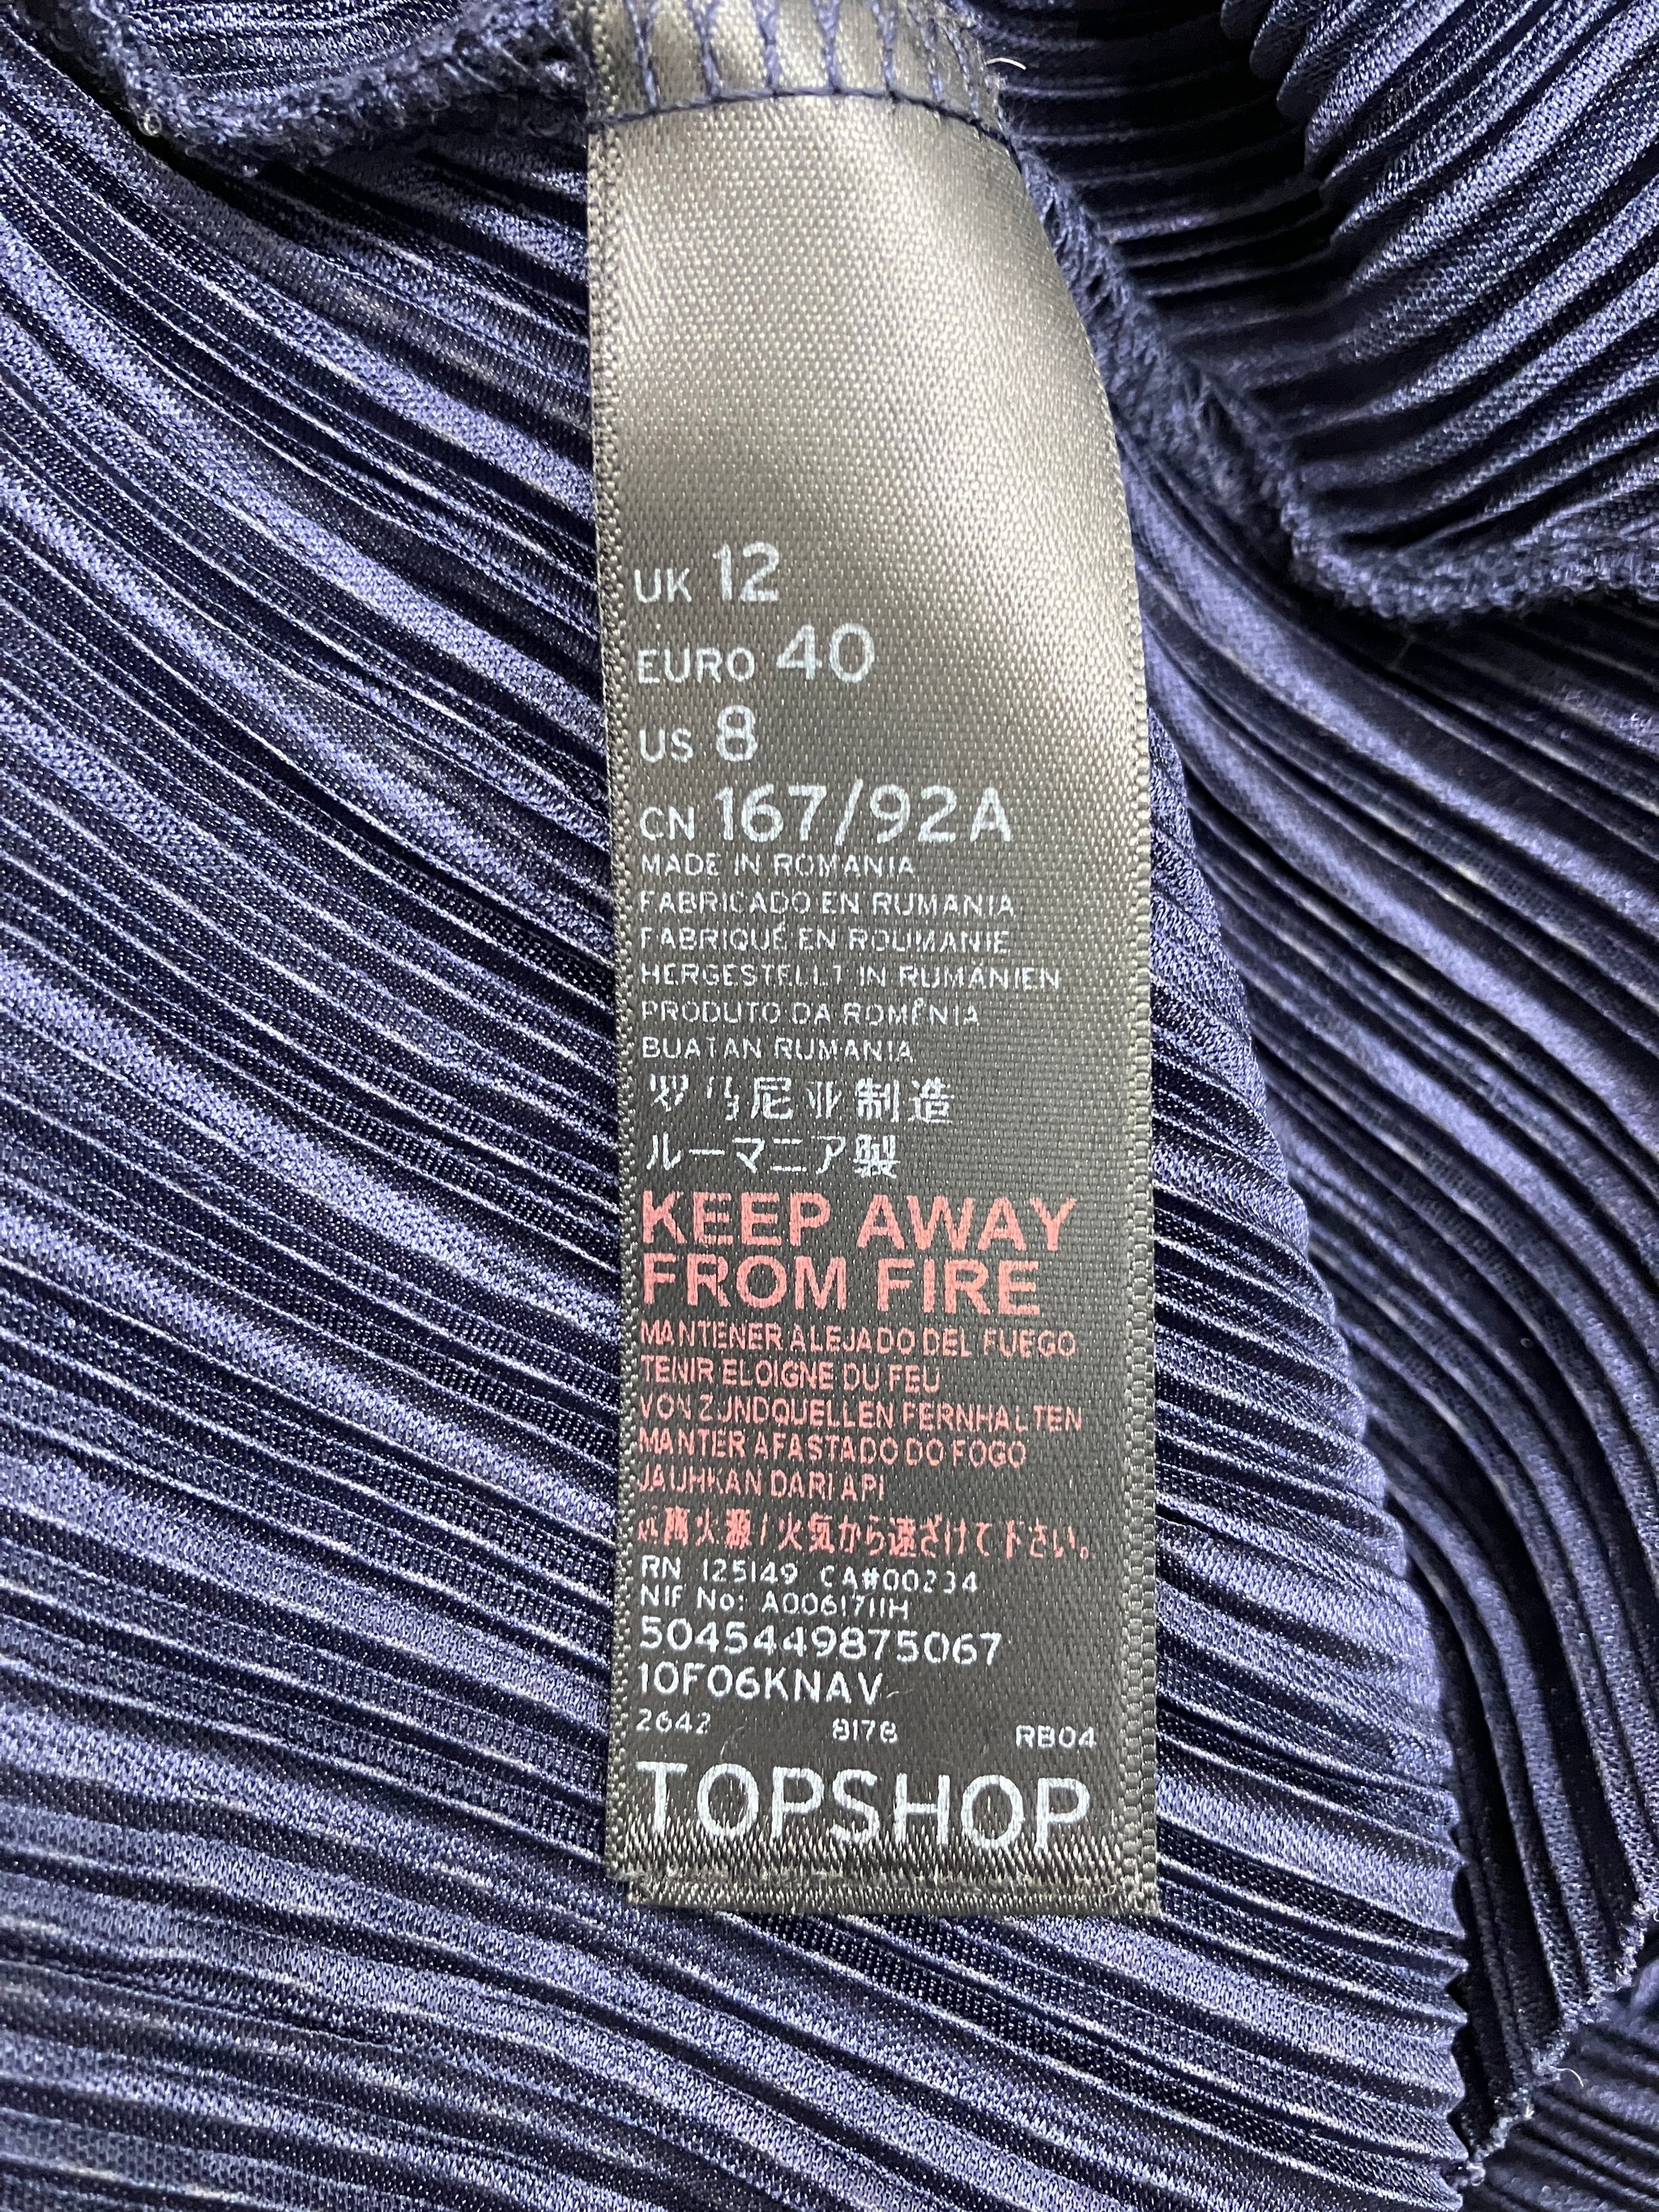 UK 12
EURO 40
US 8
CN 167/92A
MADE IN ROMANIA
FABRICADO EN RUMANIA
FABRIQUÉ EN ROUMANIE
HERGESTELLT IN RUMÄNIEN
PRODUTO DA ROMÊNIA
BUATAN RUMANIA
罗马尼亚制造
ルーマニア製
KEEP AWAY
FROM FIRE
MANTENER ALEJADO DEL FUEGO
TENIR ELOIGNE DU FEU
VON ZUNDQUELLEN FERNHALTEN
MANTER AFASTADO DO FOGO
JAUHKAN DARI API
远离火源/火気から遠ざけて下さい。
RN 125149 CA#00234
NIF No: A0061711H
5045449875067
10F06KNAV
2642 8178 RB04
TOPSHOP